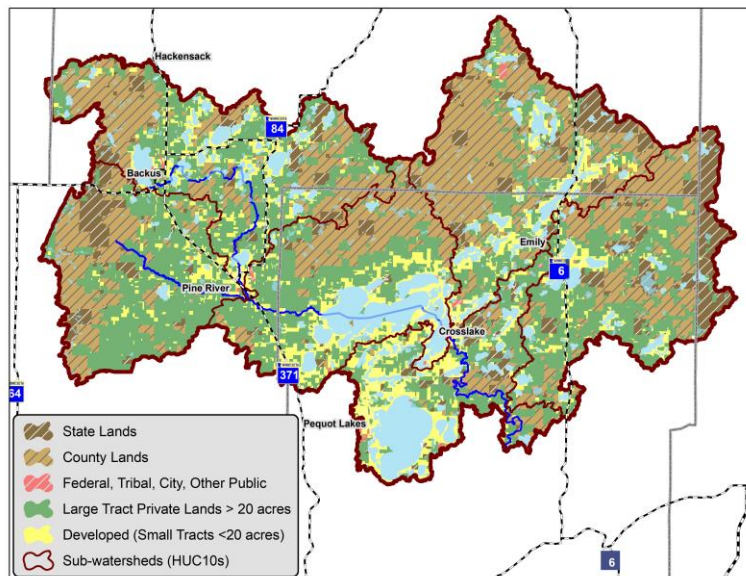 Hackensack
84
Backus
Emily
6
Pine River
Crosslake
371
64
Pequot Lakes
State Lands
County Lands
Federal, Tribal, City, Other Public
Large Tract Private Lands > 20 acres
Developed (Small Tracts <20 acres)
Sub-watersheds (HUC10s)
6